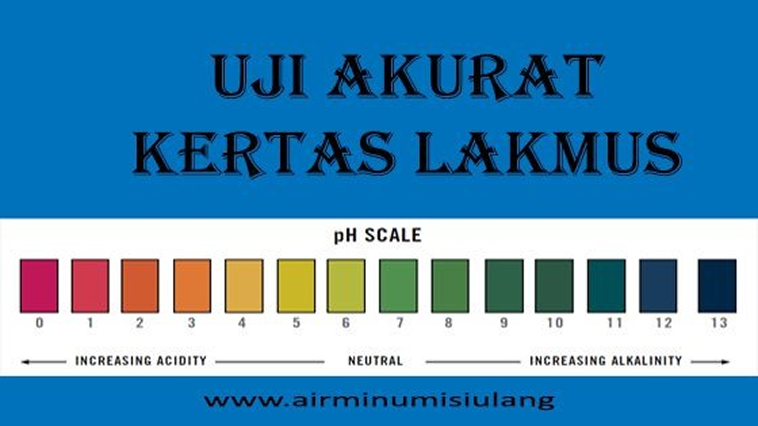 UJI AKURAT
KERTAS LAKMUS
pH SCALE
0 1 2 3 4 5 6 7 8 9 10 11 12 13
INCREASING ACIDITY NEUTRAL INCREASING ALKALINITY
www.airminumisiulang